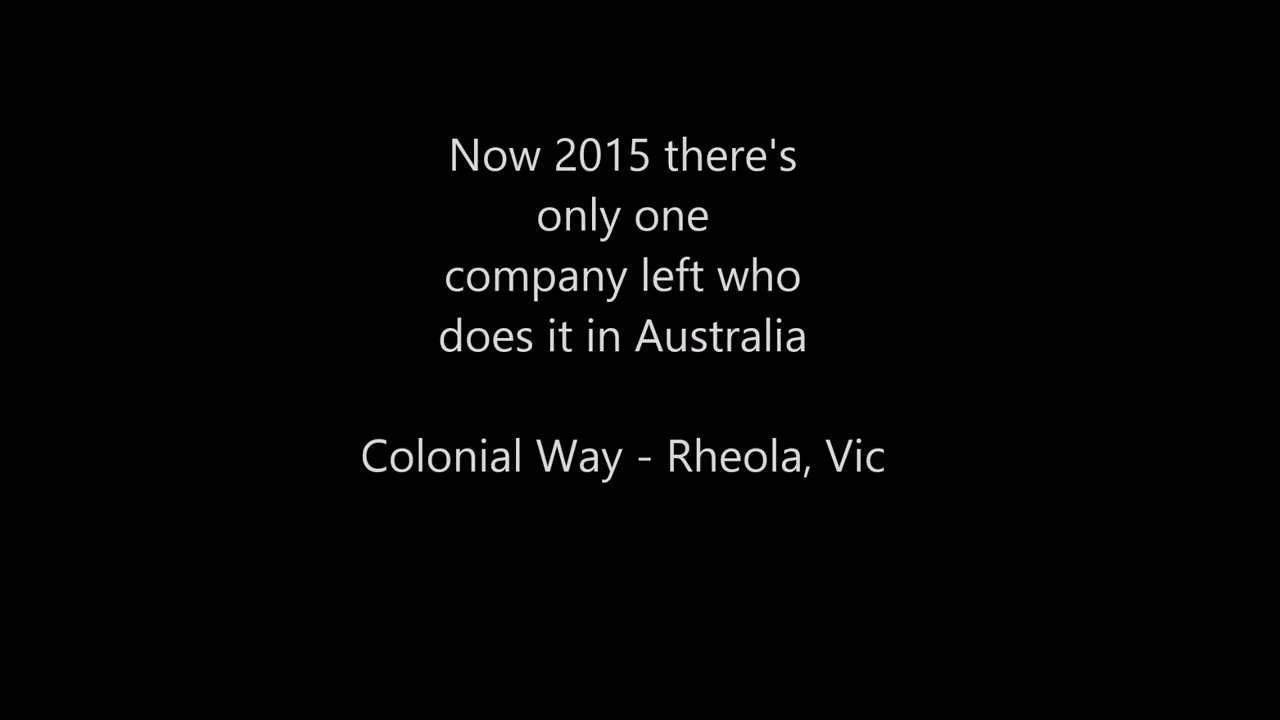 Now 2015 there's
only one
company left who
does it in Australia
Colonial Way - Rheola, Vic